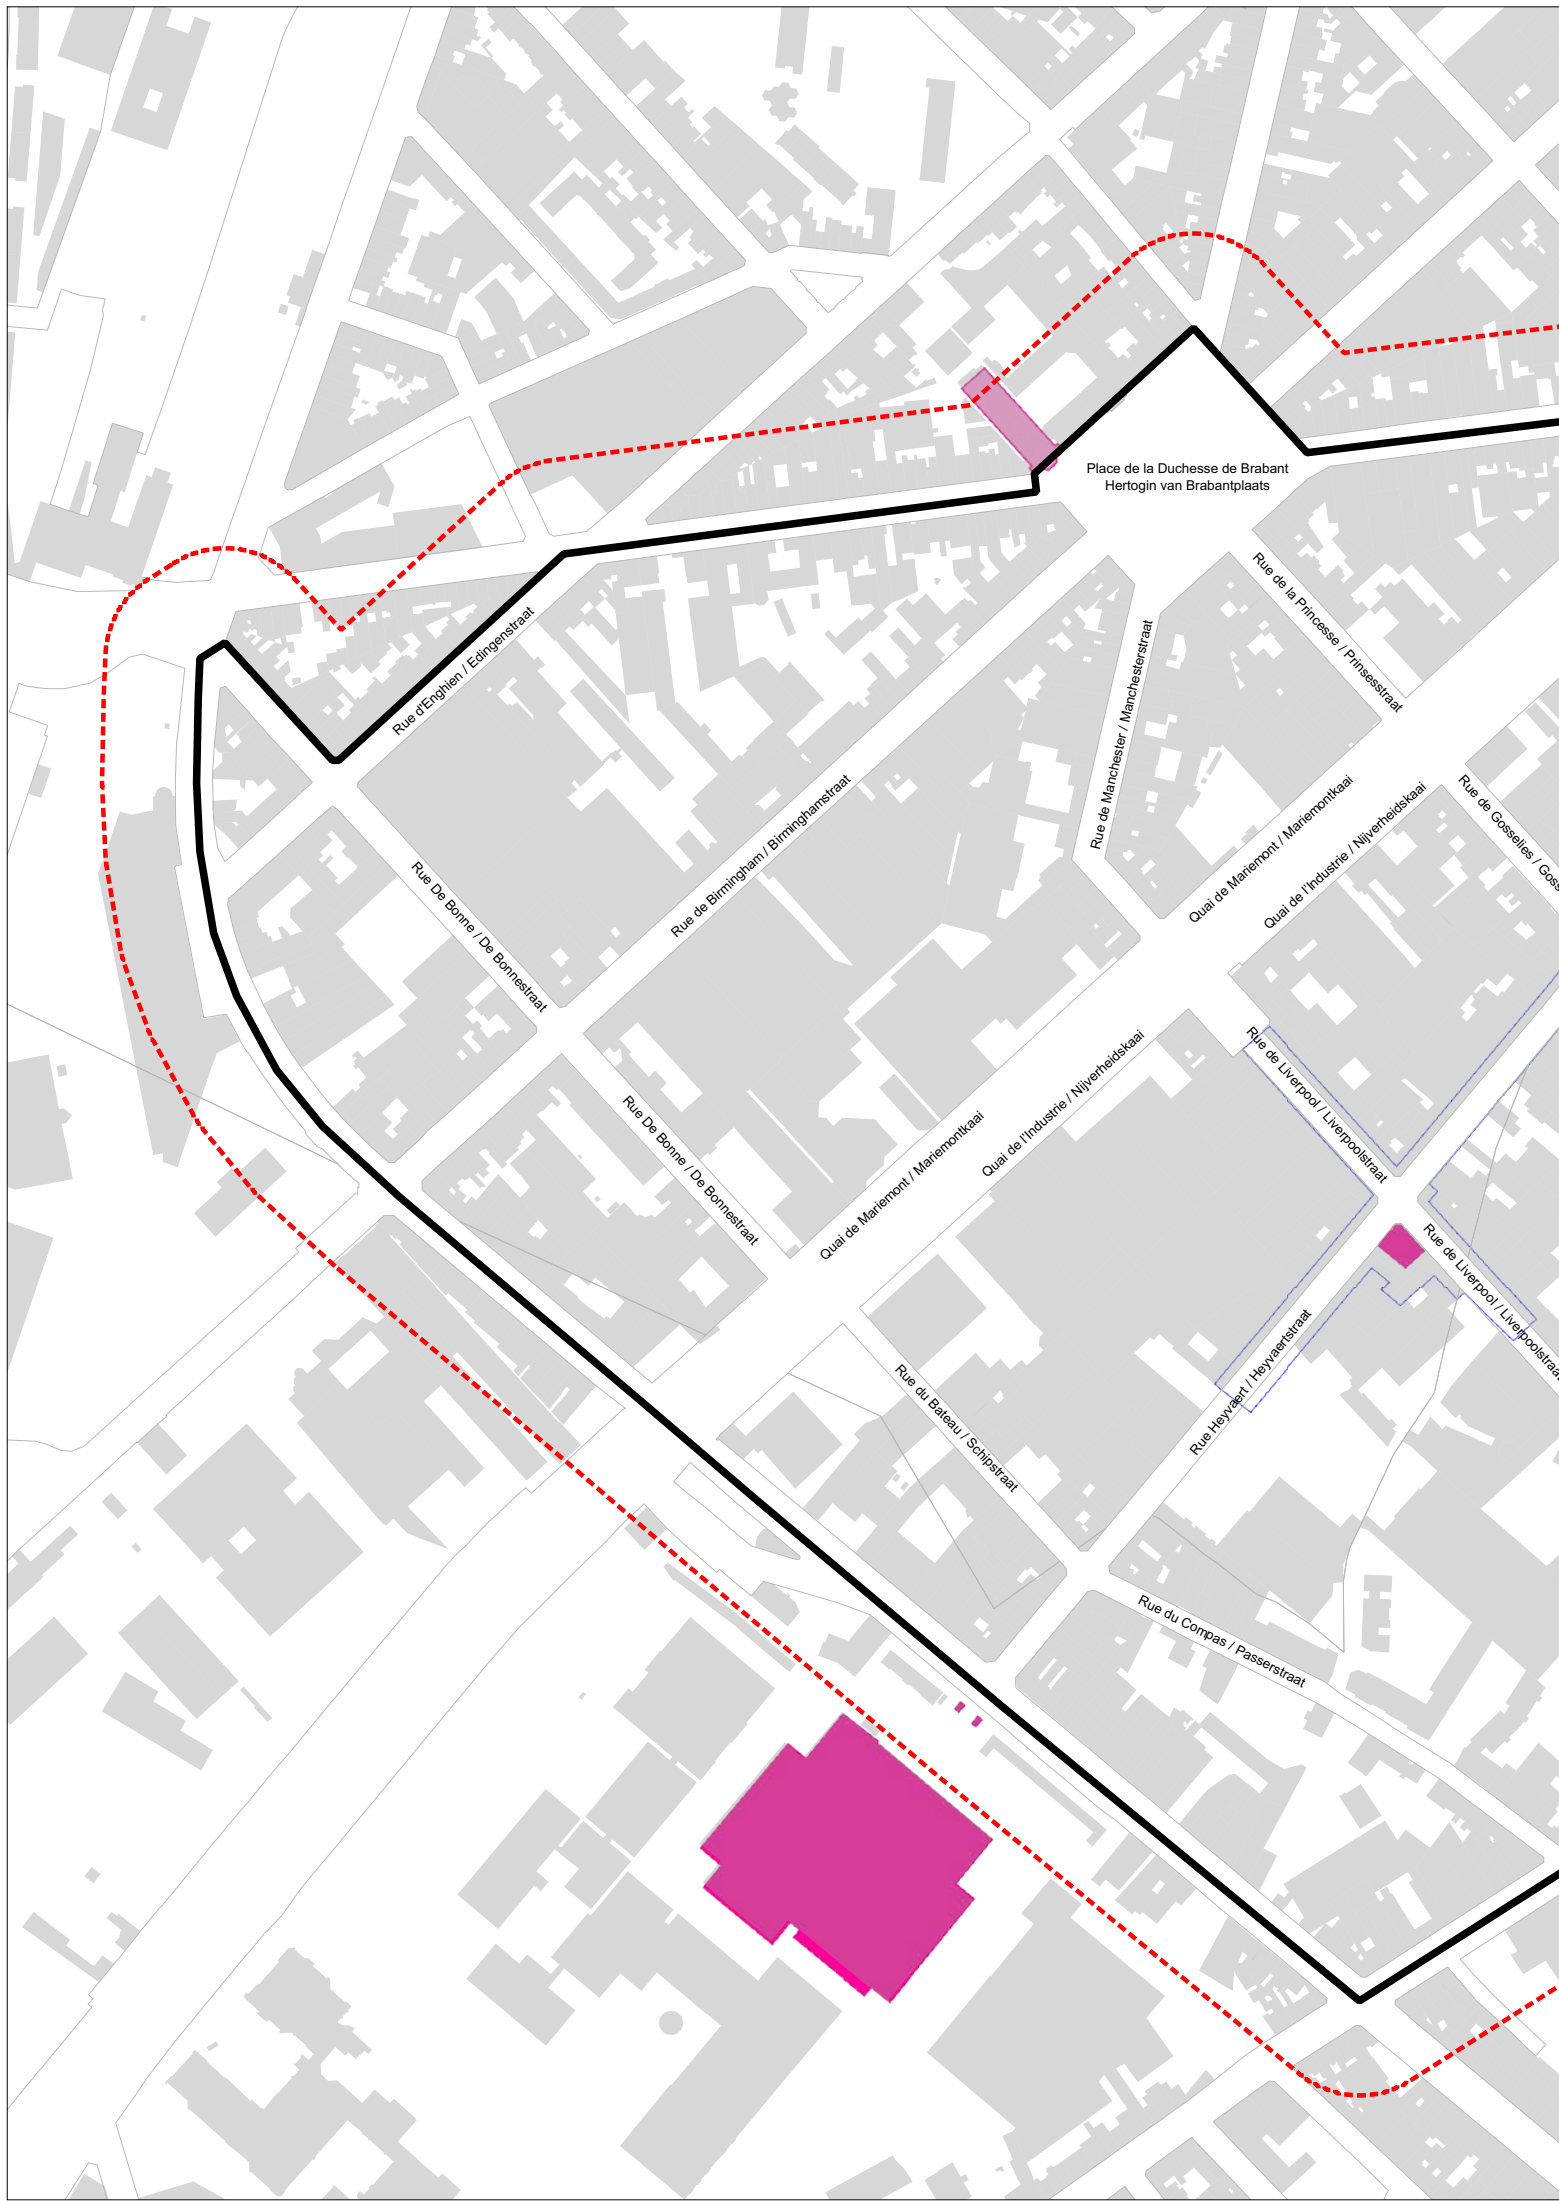 Place de la Duchesse de Brabant
Hertogin van Brabantplaats
Rue de la Princesse / Prinsesstraat
Rue d'Enghien / Edingenstraat
Rue de Manchester / Manchesterstraat
Rue de Birmingham / Birminghamstraat
Quai de Mariemont / Mariemontkaai
Quai de l'Industrie / Nijverheidskaai
Rue de Gosselies / Goss
Rue De Bonne / De Bonnestraat
Rue de Liverpool / Liverpoolstraat
Quai de l'Industrie / Nijverheidskaai
Rue De Bonne / De Bonnestraat
Quai de Mariemont / Mariemontkaai
Rue de Liverpool / Liverpoolstraat
Rue Heyvaert / Heyvaertstraat
Rue du Bateau / Schipstraat
Rue du Compas / Passerstraat